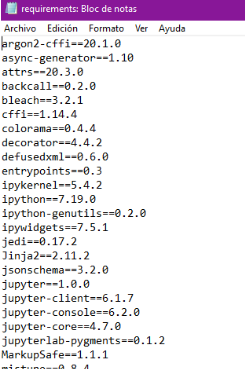 requirements: Bloc de notas
Archivo Edición Formato Ver Ayuda
argon2-cffi==20.1.0
async-generator==1.10
attrs==20.3.0
backcall==0.2.0
bleach==3.2.1
cffi==1.14.4
colorama==0.4.4
decorator==4.4.2
defusedxml==0.6.0
entrypoints==0.3
ipykernel==5.4.2
ipython==7.19.0
ipython-genutils==0.2.0
ipywidgets==7.5.1
jedi==0.17.2
Jinja2==2.11.2
jsonschema==3.2.0
jupyter==1.0.0
jupyter-client==6.1.7
jupyter-console==6.2.0
jupyter-core==4.7.0
jupyterlab-pygments==0.1.2
MarkupSafe==1.1.1
mistune==0.8.4